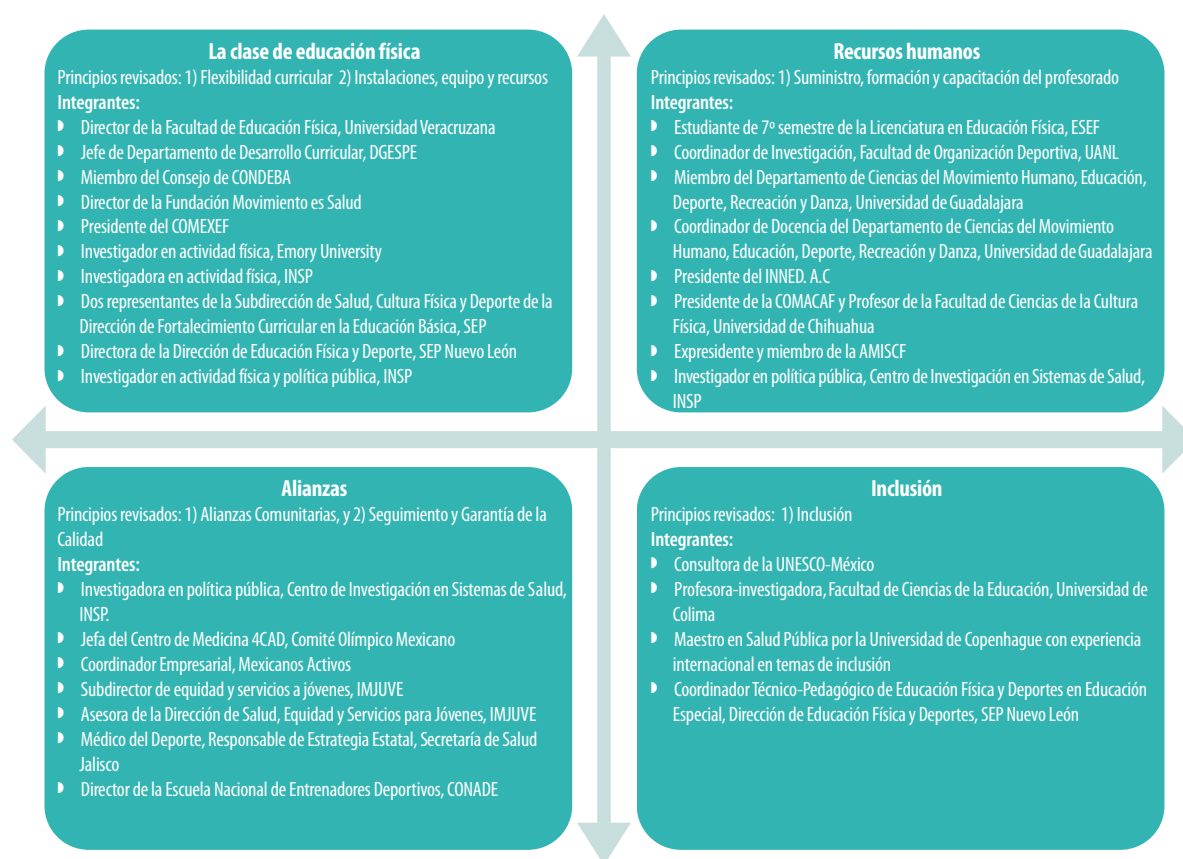 La clase de educación física
Principios revisados: 1) Flexibilidad curricular 2) Instalaciones, equipo y recursos
Integrantes:
Director de la Facultad de Educación Física, Universidad Veracruzana
Jefe de Departamento de Desarrollo Curricular, DGESPE
Miembro del Consejo de CONDEBA
Director de la Fundación Movimiento es Salud
Presidente del COMEXEF
Investigador en actividad física, Emory University
Investigadora en actividad física, INSP
Dos representantes de la Subdirección de Salud, Cultura Física y Deporte de la
Dirección de Fortalecimiento Curricular en la Educación Básica, SEP
Directora de la Dirección de Educación Física y Deporte, SEP Nuevo León
Investigador en actividad física y política pública, INSP
Recursos humanos
Principios revisados: 1) Suministro, formación y capacitación del profesorado
Integrantes:
Estudiante de 7º semestre de la Licenciatura en Educación Física, ESEF
Coordinador de Investigación, Facultad de Organización Deportiva, UANL
Miembro del Departamento de Ciencias del Movimiento Humano, Educación,
Deporte, Recreación y Danza, Universidad de Guadalajara
Coordinador de Docencia del Departamento de Ciencias del Movimiento
Humano, Educación, Deporte, Recreación y Danza, Universidad de Guadalajara
Presidente del INNED. A.C
Presidente de la COMACAF y Profesor de la Facultad de Ciencias de la Cultura
Física, Universidad de Chihuahua
Expresidente y miembro de la AMISCF
Investigador en política pública, Centro de Investigación en Sistemas de Salud,
INSP
Alianzas
Principios revisados: 1) Alianzas Comunitarias, y 2) Seguimiento y Garantía de la
Calidad
Integrantes:
Investigadora en política pública, Centro de Investigación en Sistemas de Salud,
INSP.
Jefa del Centro de Medicina 4CAD, Comité Olímpico Mexicano
Coordinador Empresarial, Mexicanos Activos
Subdirector de equidad y servicios a jóvenes, IMJUVE
Asesora de la Dirección de Salud, Equidad y Servicios para Jóvenes, IMJUVE
Médico del Deporte, Responsable de Estrategia Estatal, Secretaría de Salud
Jalisco
Director de la Escuela Nacional de Entrenadores Deportivos, CONADE
Inclusión
Principios revisados: 1) Inclusión
Integrantes:
Consultora de la UNESCO-México
Profesora-investigadora, Facultad de Ciencias de la Educación, Universidad de
Colima
Maestro en Salud Pública por la Universidad de Copenhague con experiencia
internacional en temas de inclusión
Coordinador Técnico-Pedagógico de Educación Física y Deportes en Educación
Especial, Dirección de Educación Física y Deportes, SEP Nuevo León